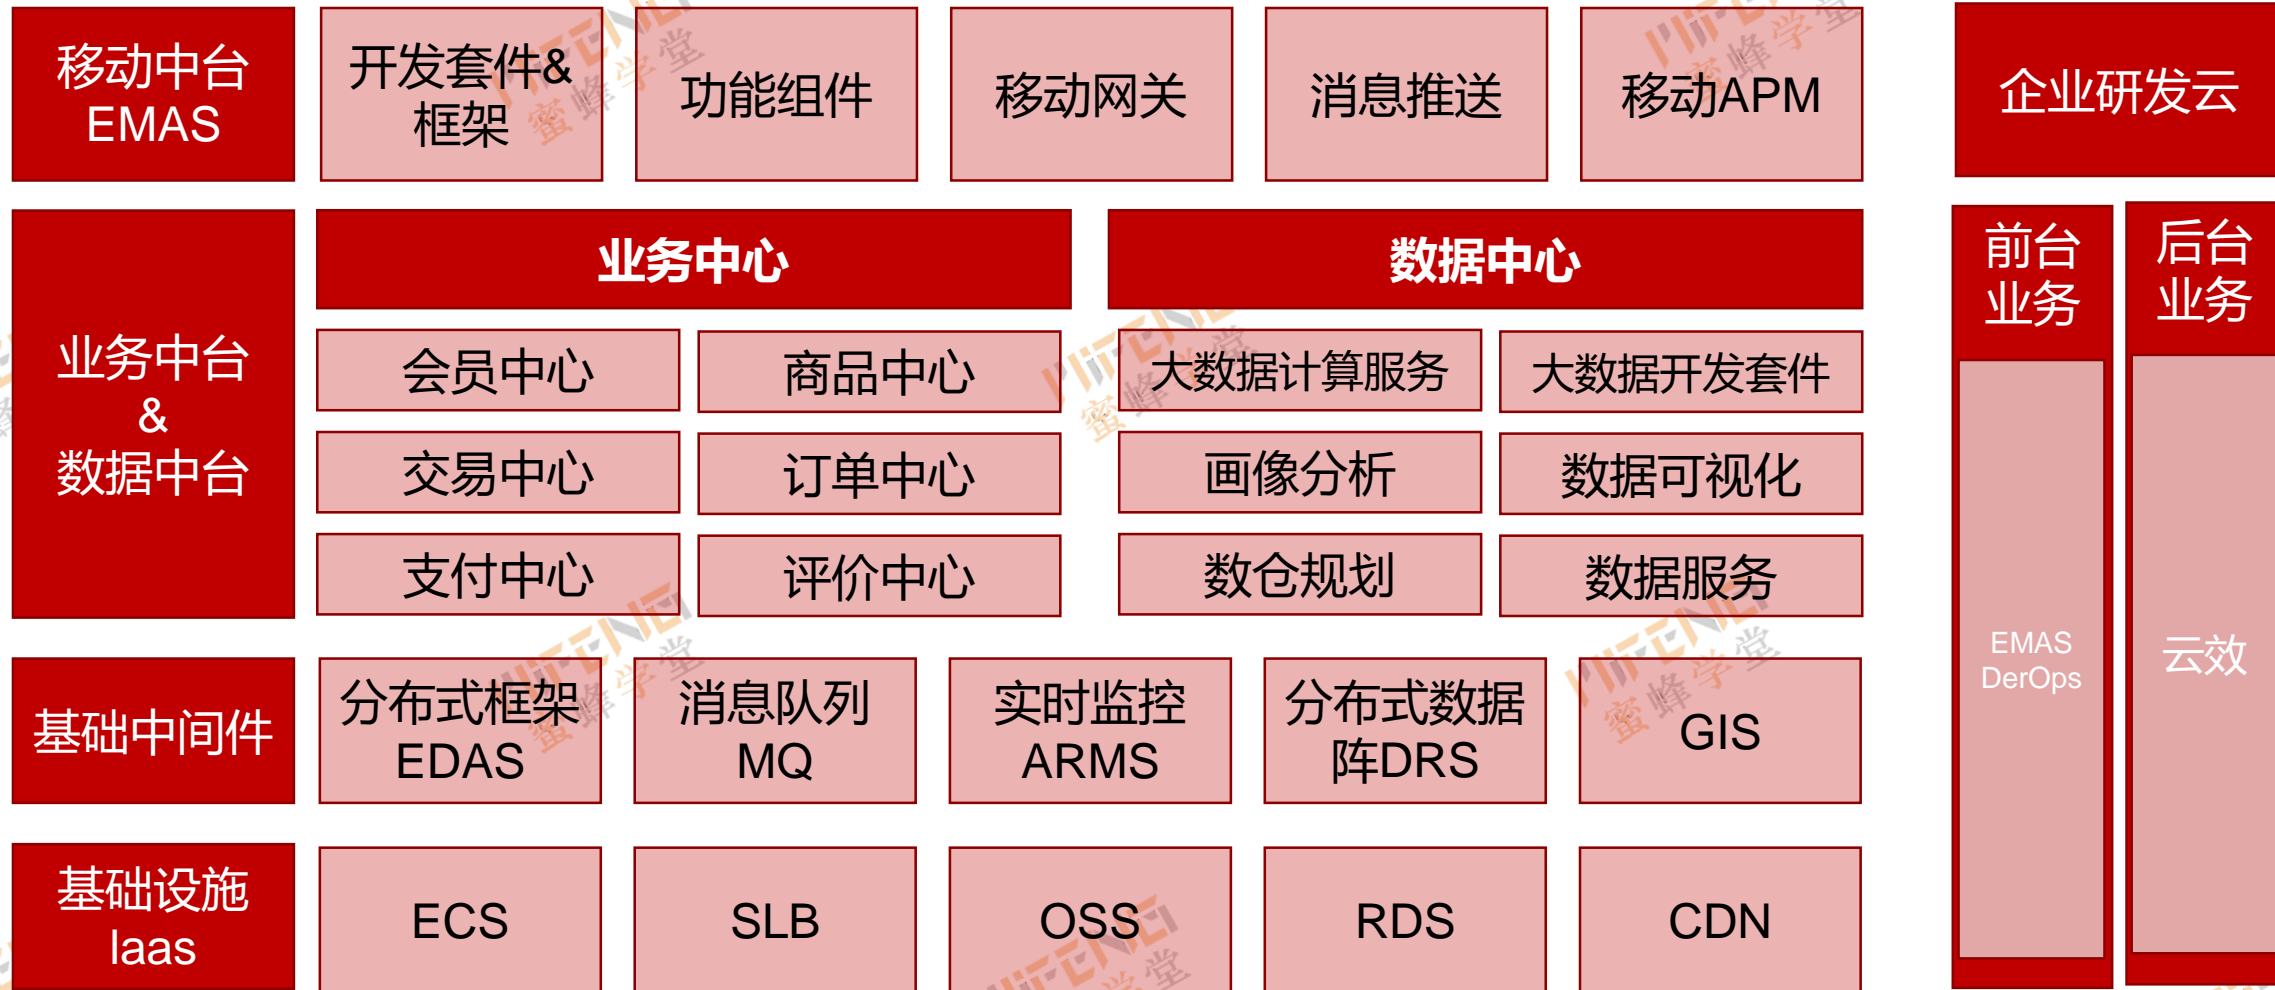 移动中台
EMAS
开发套件&
框架
功能组件
移动网关
消息推送
移动APM
企业研发云
业务中台
&
数据中台
业务中心
数据中心
会员中心
商品中心
大数据计算服务
大数据开发套件
交易中心
订单中心
画像分析
数据可视化
支付中心
评价中心
数仓规划
数据服务
前台
业务
EMAS
DerOps
后台
业务
云效
基础中间件
分布式框架
EDAS
消息队列
MQ
实时监控
ARMS
分布式数据
阵DRS
GIS
基础设施
Iaas
ECS
SLB
OSS
RDS
CDN
MIFENG
蜜蜂学堂